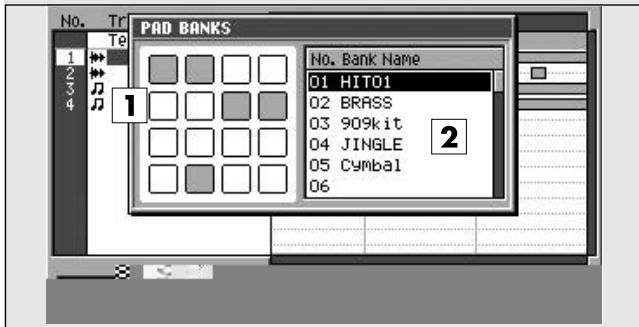 No. Tr
PAD BANKS
Te
No. Bank Name
1
2
3
4
01 HIT01
02 BRASS
03 909kit
04 JINGLE
05 Cymbal
06
1
2